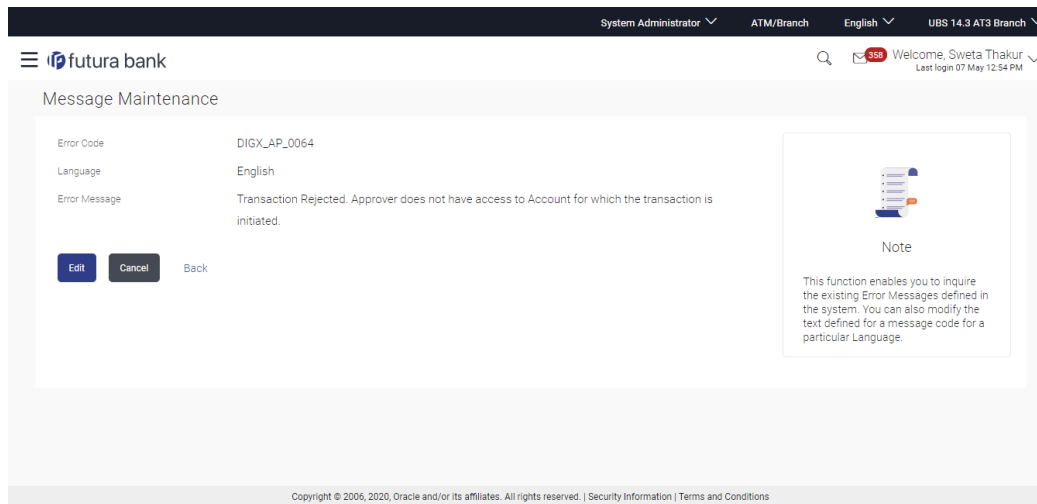 System Administrator ATM/Branch English UBS 14.3 AT3 Branch
futura bank
358 Welcome, Sweta Thakur
Last login 07 May 12:54 PM
Message Maintenance
Error Code DIGX_AP_0064
Language English
Error Message Transaction Rejected. Approver does not have access to Account for which the transaction is
initiated.
Edit Cancel Back
Note
This function enables you to inquire
the existing Error Messages defined in
the system. You can also modify the
text defined for a message code for a
particular Language.
Copyright © 2006, 2020, Oracle and/or its affiliates. All rights reserved. | Security Information | Terms and Conditions